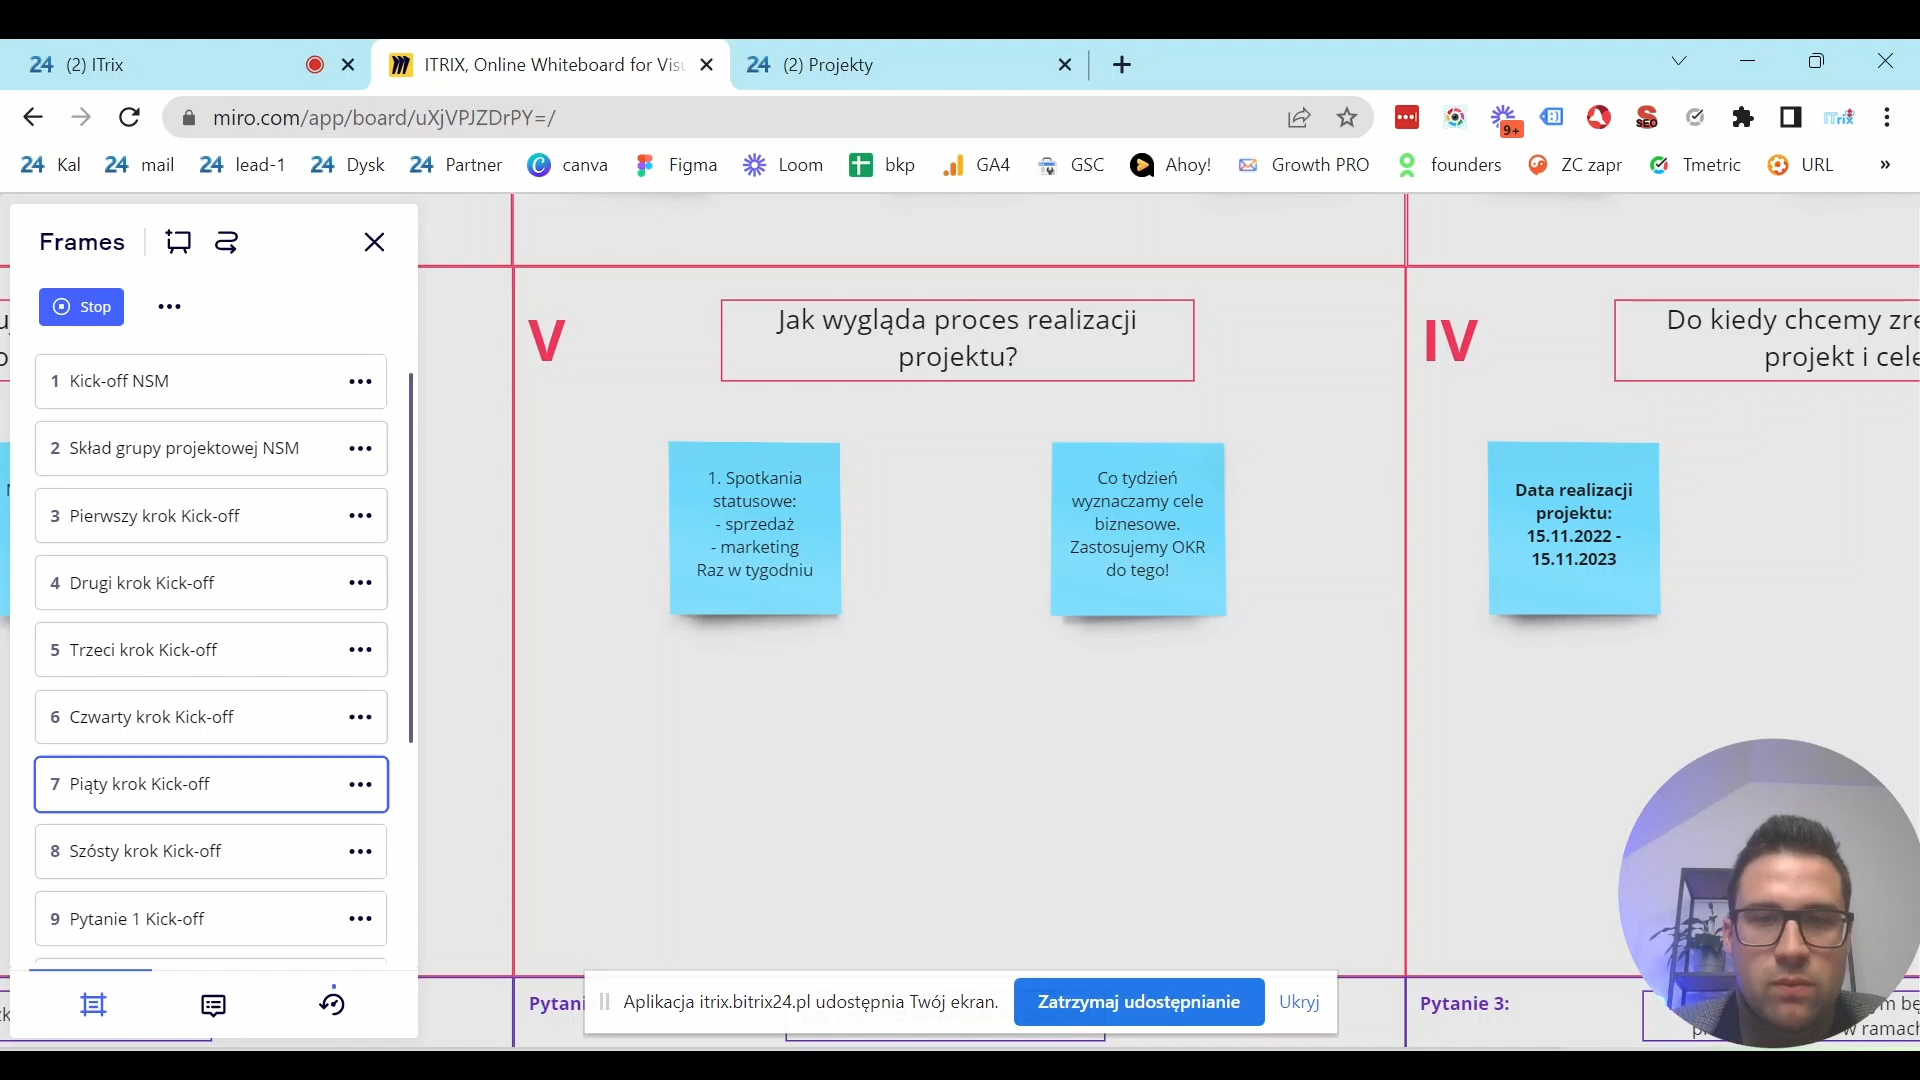 24 (2) ITrix
ITRIX, Online Whiteboard for Visu
24 (2) Projekty
miro.com/app/board/uXjVPJZDrPY=/
9+
SEO
ITrix
24 Kal
24 mail
24 lead-1
24 Dysk
24 Partner
canva
Figma
Loom
bkp
GA4
GSC
Ahoy!
Growth PRO
founders
ZC zapr
Tmetric
URL
»
Frames
Stop
1 Kick-off NSM
2 Skład grupy projektowej NSM
3 Pierwszy krok Kick-off
4 Drugi krok Kick-off
5 Trzeci krok Kick-off
6 Czwarty krok Kick-off
7 Piąty krok Kick-off
8 Szósty krok Kick-off
9 Pytanie 1 Kick-off
V
Jak wygląda proces realizacji
projektu?
1. Spotkania
statusowe:
- sprzedaż
- marketing
Raz w tygodniu
Co tydzień
wyznaczamy cele
biznesowe.
Zastosujemy OKR
do tego!
IV
Do kiedy chcemy zre
projekt i cele
Data realizacji
projektu:
15.11.2022 -
15.11.2023
Pytani
Aplikacja itrix.bitrix24.pl udostępnia Twój ekran.
Zatrzymaj udostępnianie
Ukryj
Pytanie 3:
w ramach